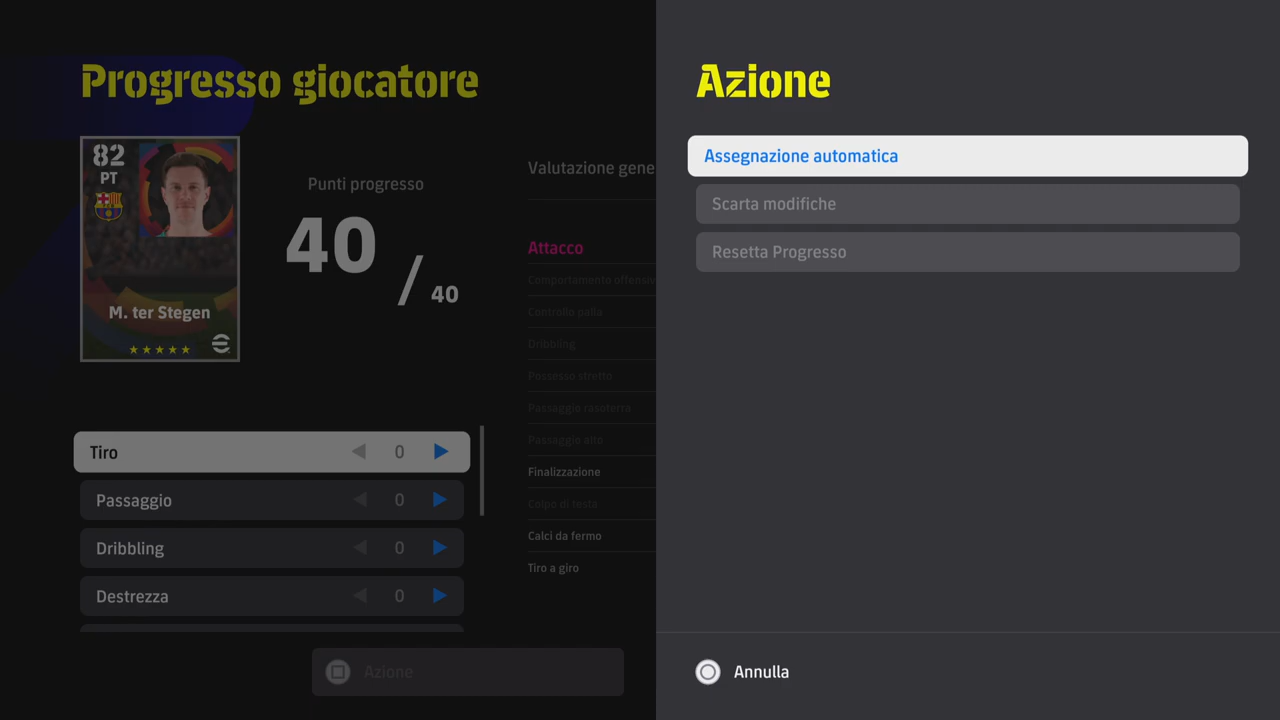 Progresso giocatore
82
PT
M. ter Stegen
Punti progresso
40 / 40
Tiro 0
Passaggio 0
Dribbling 0
Destrezza 0
Azione
Valutazione gene
Attacco
Comportamento offensiv
Controllo palla
Dribbling
Possesso stretto
Passaggio rasoterra
Passaggio alto
Finalizzazione
Colpo di testa
Calci da fermo
Tiro a giro
Azione
Assegnazione automatica
Scarta modifiche
Resetta Progresso
Annulla